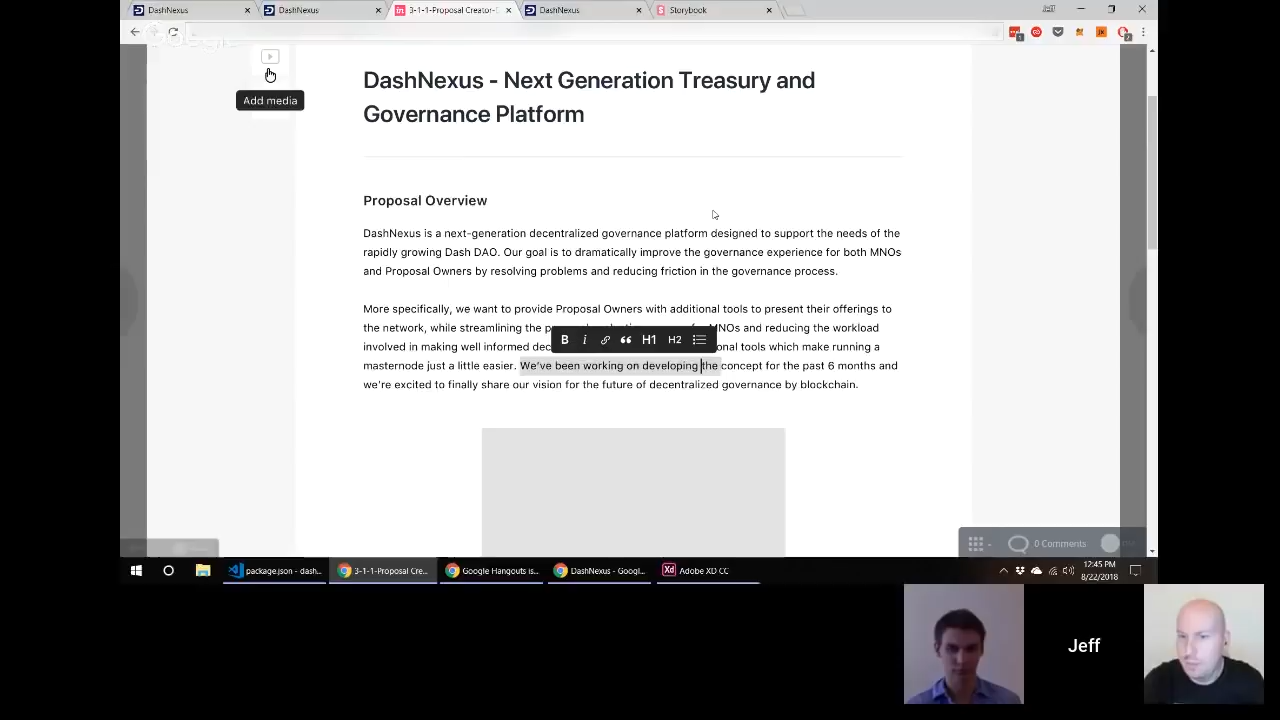 DashNexus
DashNexus
3-1-1-Proposal Creator-
DashNexus
Storybook
Google
Add media
DashNexus - Next Generation Treasury and
Governance Platform
Proposal Overview
DashNexus is a next-generation decentralized governance platform designed to support the needs of the
rapidly growing Dash DAO. Our goal is to dramatically improve the governance experience for both MNOs
and Proposal Owners by resolving problems and reducing friction in the governance process.
More specifically, we want to provide Proposal Owners with additional tools to present their offerings to
the network, while streamlining the MNOs and reducing the workload
B i H1 H2
involved in making well informed tools which make running a
masternode just a little easier. We've been working on developing the concept for the past 6 months and
we're excited to finally share our vision for the future of decentralized governance by blockchain.
0 Comments
package.json - dash...
3-1-1-Proposal Cre...
Google Hangouts is...
DashNexus - Googl...
Xd Adobe XD CC
12:45 PM
8/22/2018
Jeff